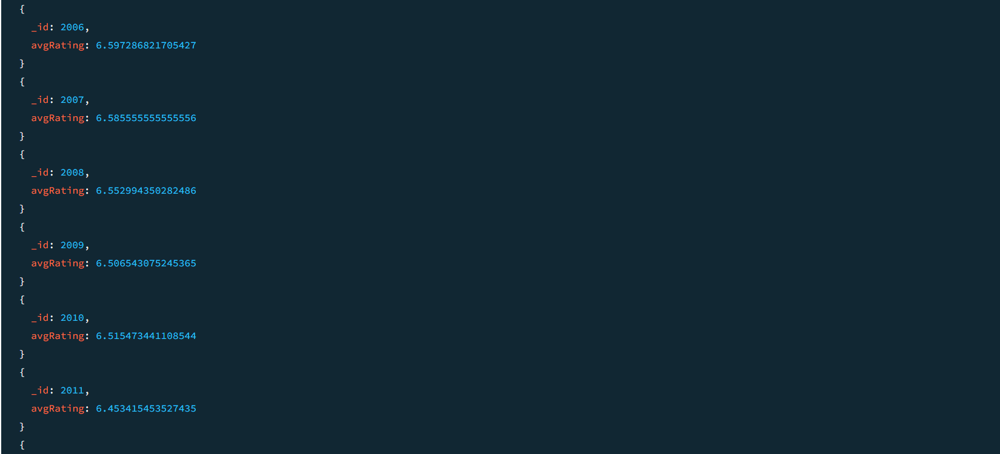 {
_id: 2006,
avgRating: 6.597286821705427
}
{
_id: 2007,
avgRating: 6.585555555555556
}
{
_id: 2008,
avgRating: 6.552994350282486
}
{
_id: 2009,
avgRating: 6.506543075245365
}
{
_id: 2010,
avgRating: 6.515473441108544
}
{
_id: 2011,
avgRating: 6.453415453527435
}
{